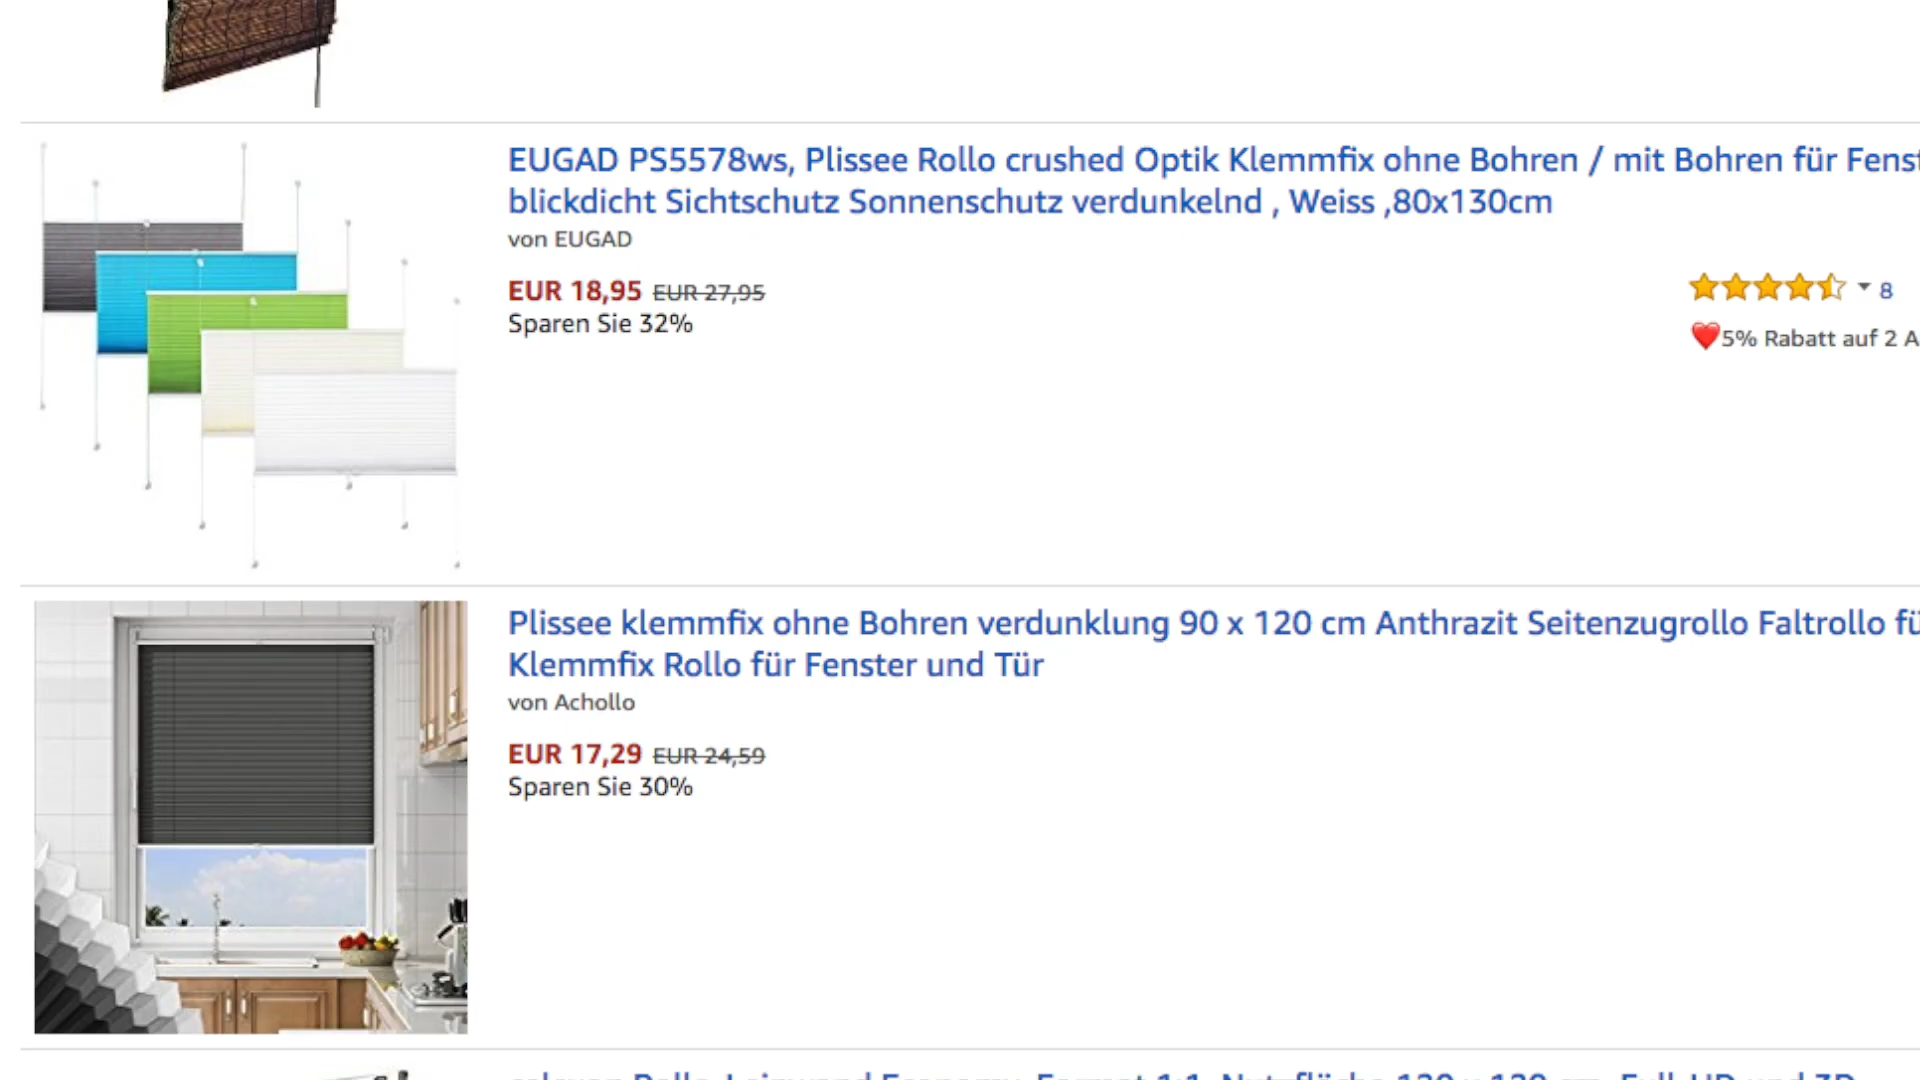 EUGAD PS5578ws, Plissee Rollo crushed Optik Klemmfix ohne Bohren / mit Bohren für
blickdicht Sichtschutz Sonnenschutz verdunkelnd , Weiss ,80x130cm
von EUGAD
EUR 18,95 EUR 27,95
8
Sparen Sie 32%
5% Rabatt auf 2
Plissee klemmfix ohne Bohren verdunklung 90 x 120 cm Anthrazit Seitenzugrollo Faltrollo
Klemmfix Rollo für Fenster und Tür
von Achollo
EUR 17,29 EUR 24,59
Sparen Sie 30%